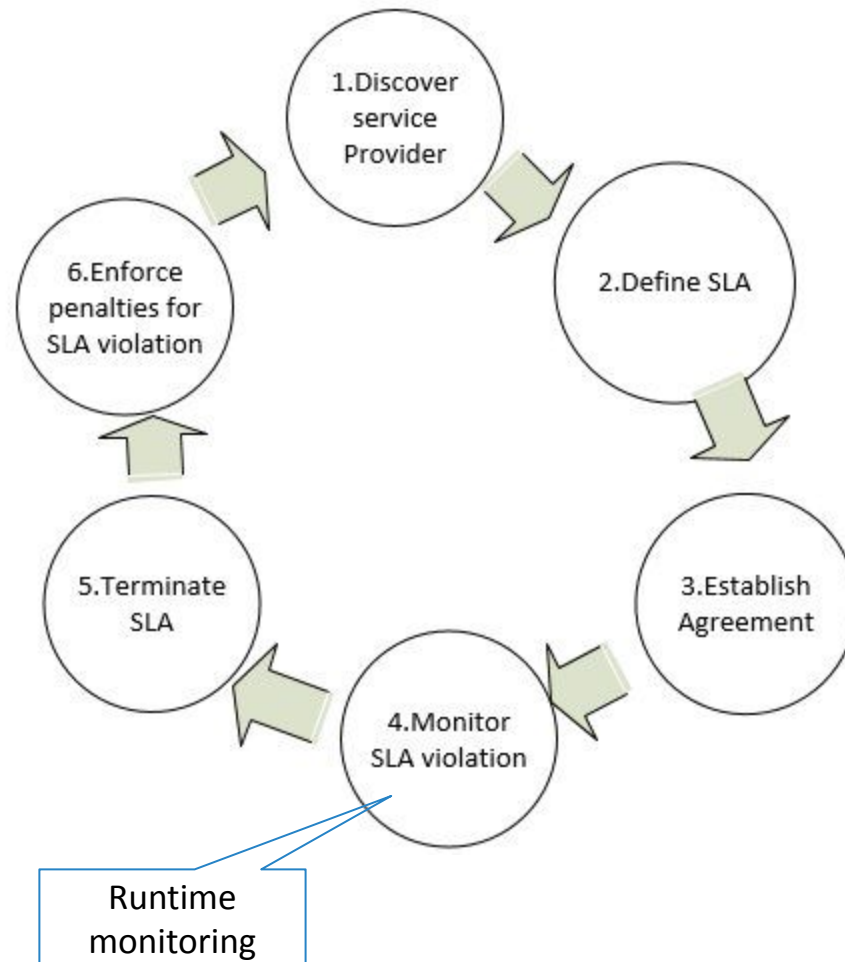 1.Discover
service
Provider
2.Define SLA
3.Establish
Agreement
4.Monitor
SLA violation
5.Terminate
SLA
6.Enforce
penalties for
SLA violation
Runtime
monitoring